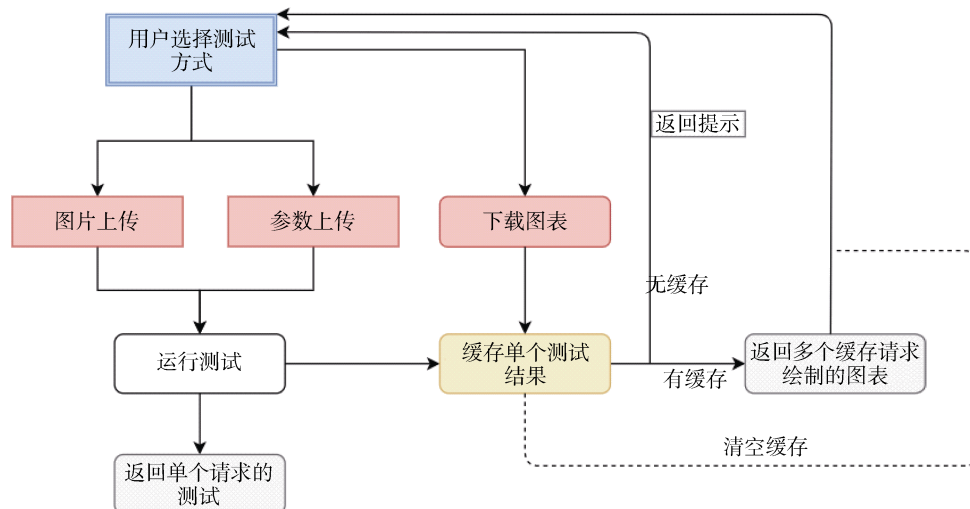 用户选择测试
方式
返回提示
图片上传
参数上传
下载图表
无缓存
运行测试
缓存单个测试
结果
有缓存
返回多个缓存请求
绘制的图表
清空缓存
返回单个请求的
测试